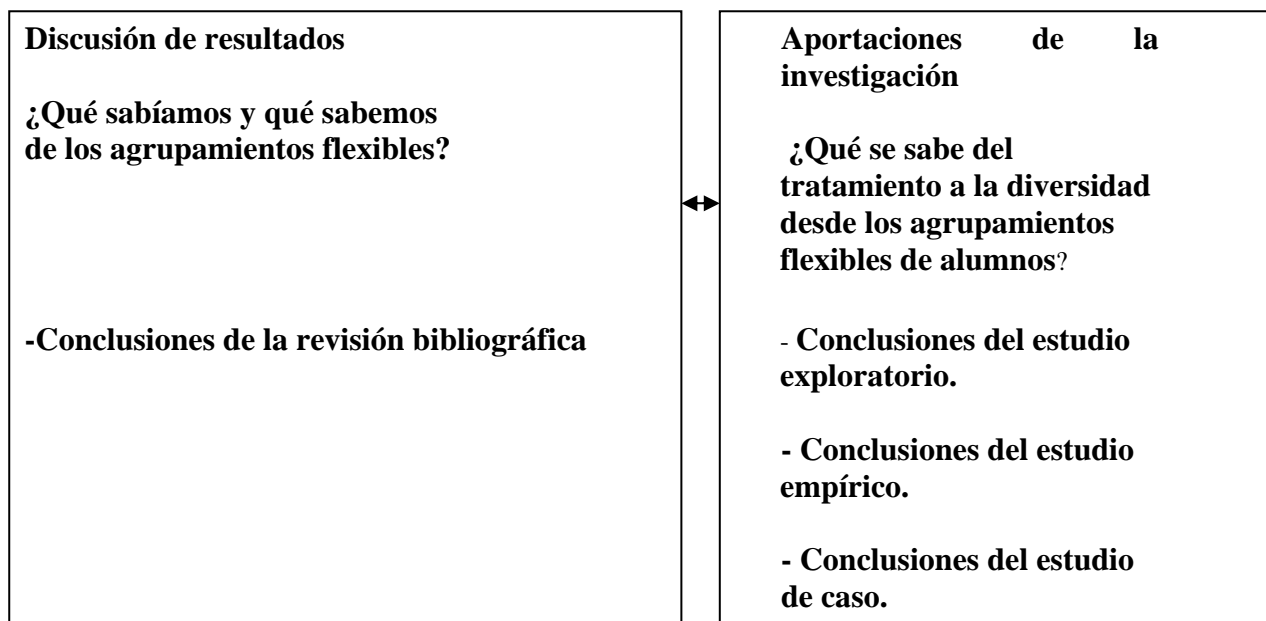 Discusión de resultados
¿Qué sabíamos y qué sabemos
de los agrupamientos flexibles?
-Conclusiones de la revisión bibliográfica
Aportaciones de la
investigación
¿Qué se sabe del
tratamiento a la diversidad
desde los agrupamientos
flexibles de alumnos?
- Conclusiones del estudio
exploratorio.
- Conclusiones del estudio
empírico.
- Conclusiones del estudio
de caso.